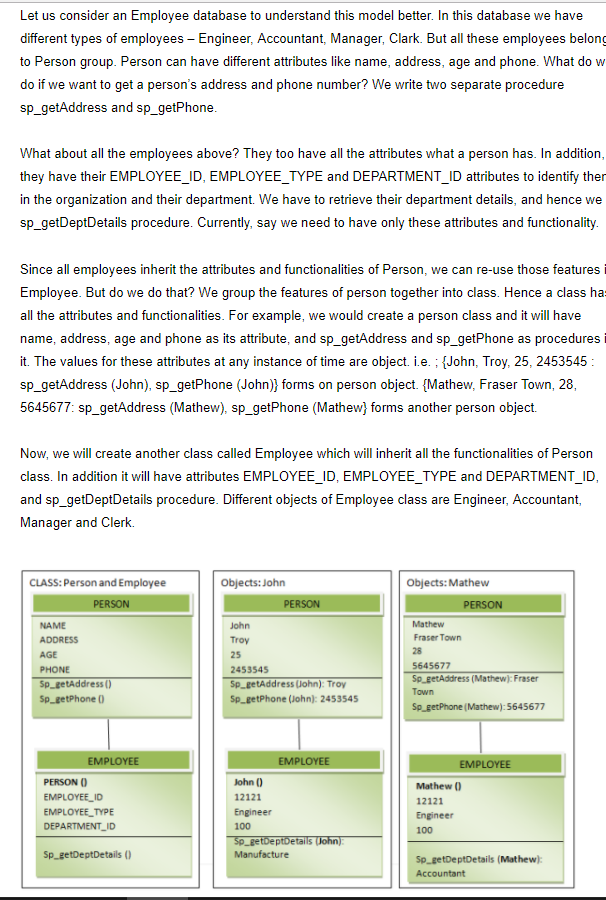 Let us consider an Employee database to understand this model better. In this database we have
different types of employees – Engineer, Accountant, Manager, Clark. But all these employees belong
to Person group. Person can have different attributes like name, address, age and phone. What do w
do if we want to get a person's address and phone number? We write two separate procedure
sp_getAddress and sp_getPhone.
What about all the employees above? They too have all the attributes what a person has. In addition,
they have their EMPLOYEE_ID, EMPLOYEE_TYPE and DEPARTMENT_ID attributes to identify ther
in the organization and their department. We have to retrieve their department details, and hence we
sp_getDeptDetails procedure. Currently, say we need to have only these attributes and functionality.
Since all employees inherit the attributes and functionalities of Person, we can re-use those features i
Employee. But do we do that? We group the features of person together into class. Hence a class has
all the attributes and functionalities. For example, we would create a person class and it will have
name, address, age and phone as its attribute, and sp_getAddress and sp_getPhone as procedures i
it. The values for these attributes at any instance of time are object. i.e. ; {John, Troy, 25, 2453545 :
sp_getAddress (John), sp_getPhone (John)} forms on person object. {Mathew, Fraser Town, 28,
5645677: sp_getAddress (Mathew), sp_getPhone (Mathew} forms another person object.
Now, we will create another class called Employee which will inherit all the functionalities of Person
class. In addition it will have attributes EMPLOYEE_ID, EMPLOYEE_TYPE and DEPARTMENT_ID,
and sp_getDeptDetails procedure. Different objects of Employee class are Engineer, Accountant,
Manager and Clerk.
CLASS: Person and Employee
PERSON
NAME
ADDRESS
AGE
PHONE
Sp_getAddress ()
Sp_getPhone ()
EMPLOYEE
PERSON ()
EMPLOYEE_ID
EMPLOYEE_TYPE
DEPARTMENT_ID
Sp_getDeptDetails ()
Objects: John
PERSON
John
Troy
25
2453545
Sp_getAddress (John): Troy
Sp_getPhone (John): 2453545
EMPLOYEE
John ()
12121
Engineer
100
Sp_getDeptDetails (John):
Manufacture
Objects: Mathew
PERSON
Mathew
Fraser Town
28
5645677
Sp_getAddress (Mathew): Fraser
Town
Sp_getPhone (Mathew): 5645677
EMPLOYEE
Mathew ()
12121
Engineer
100
Sp_getDeptDetails (Mathew):
Accountant